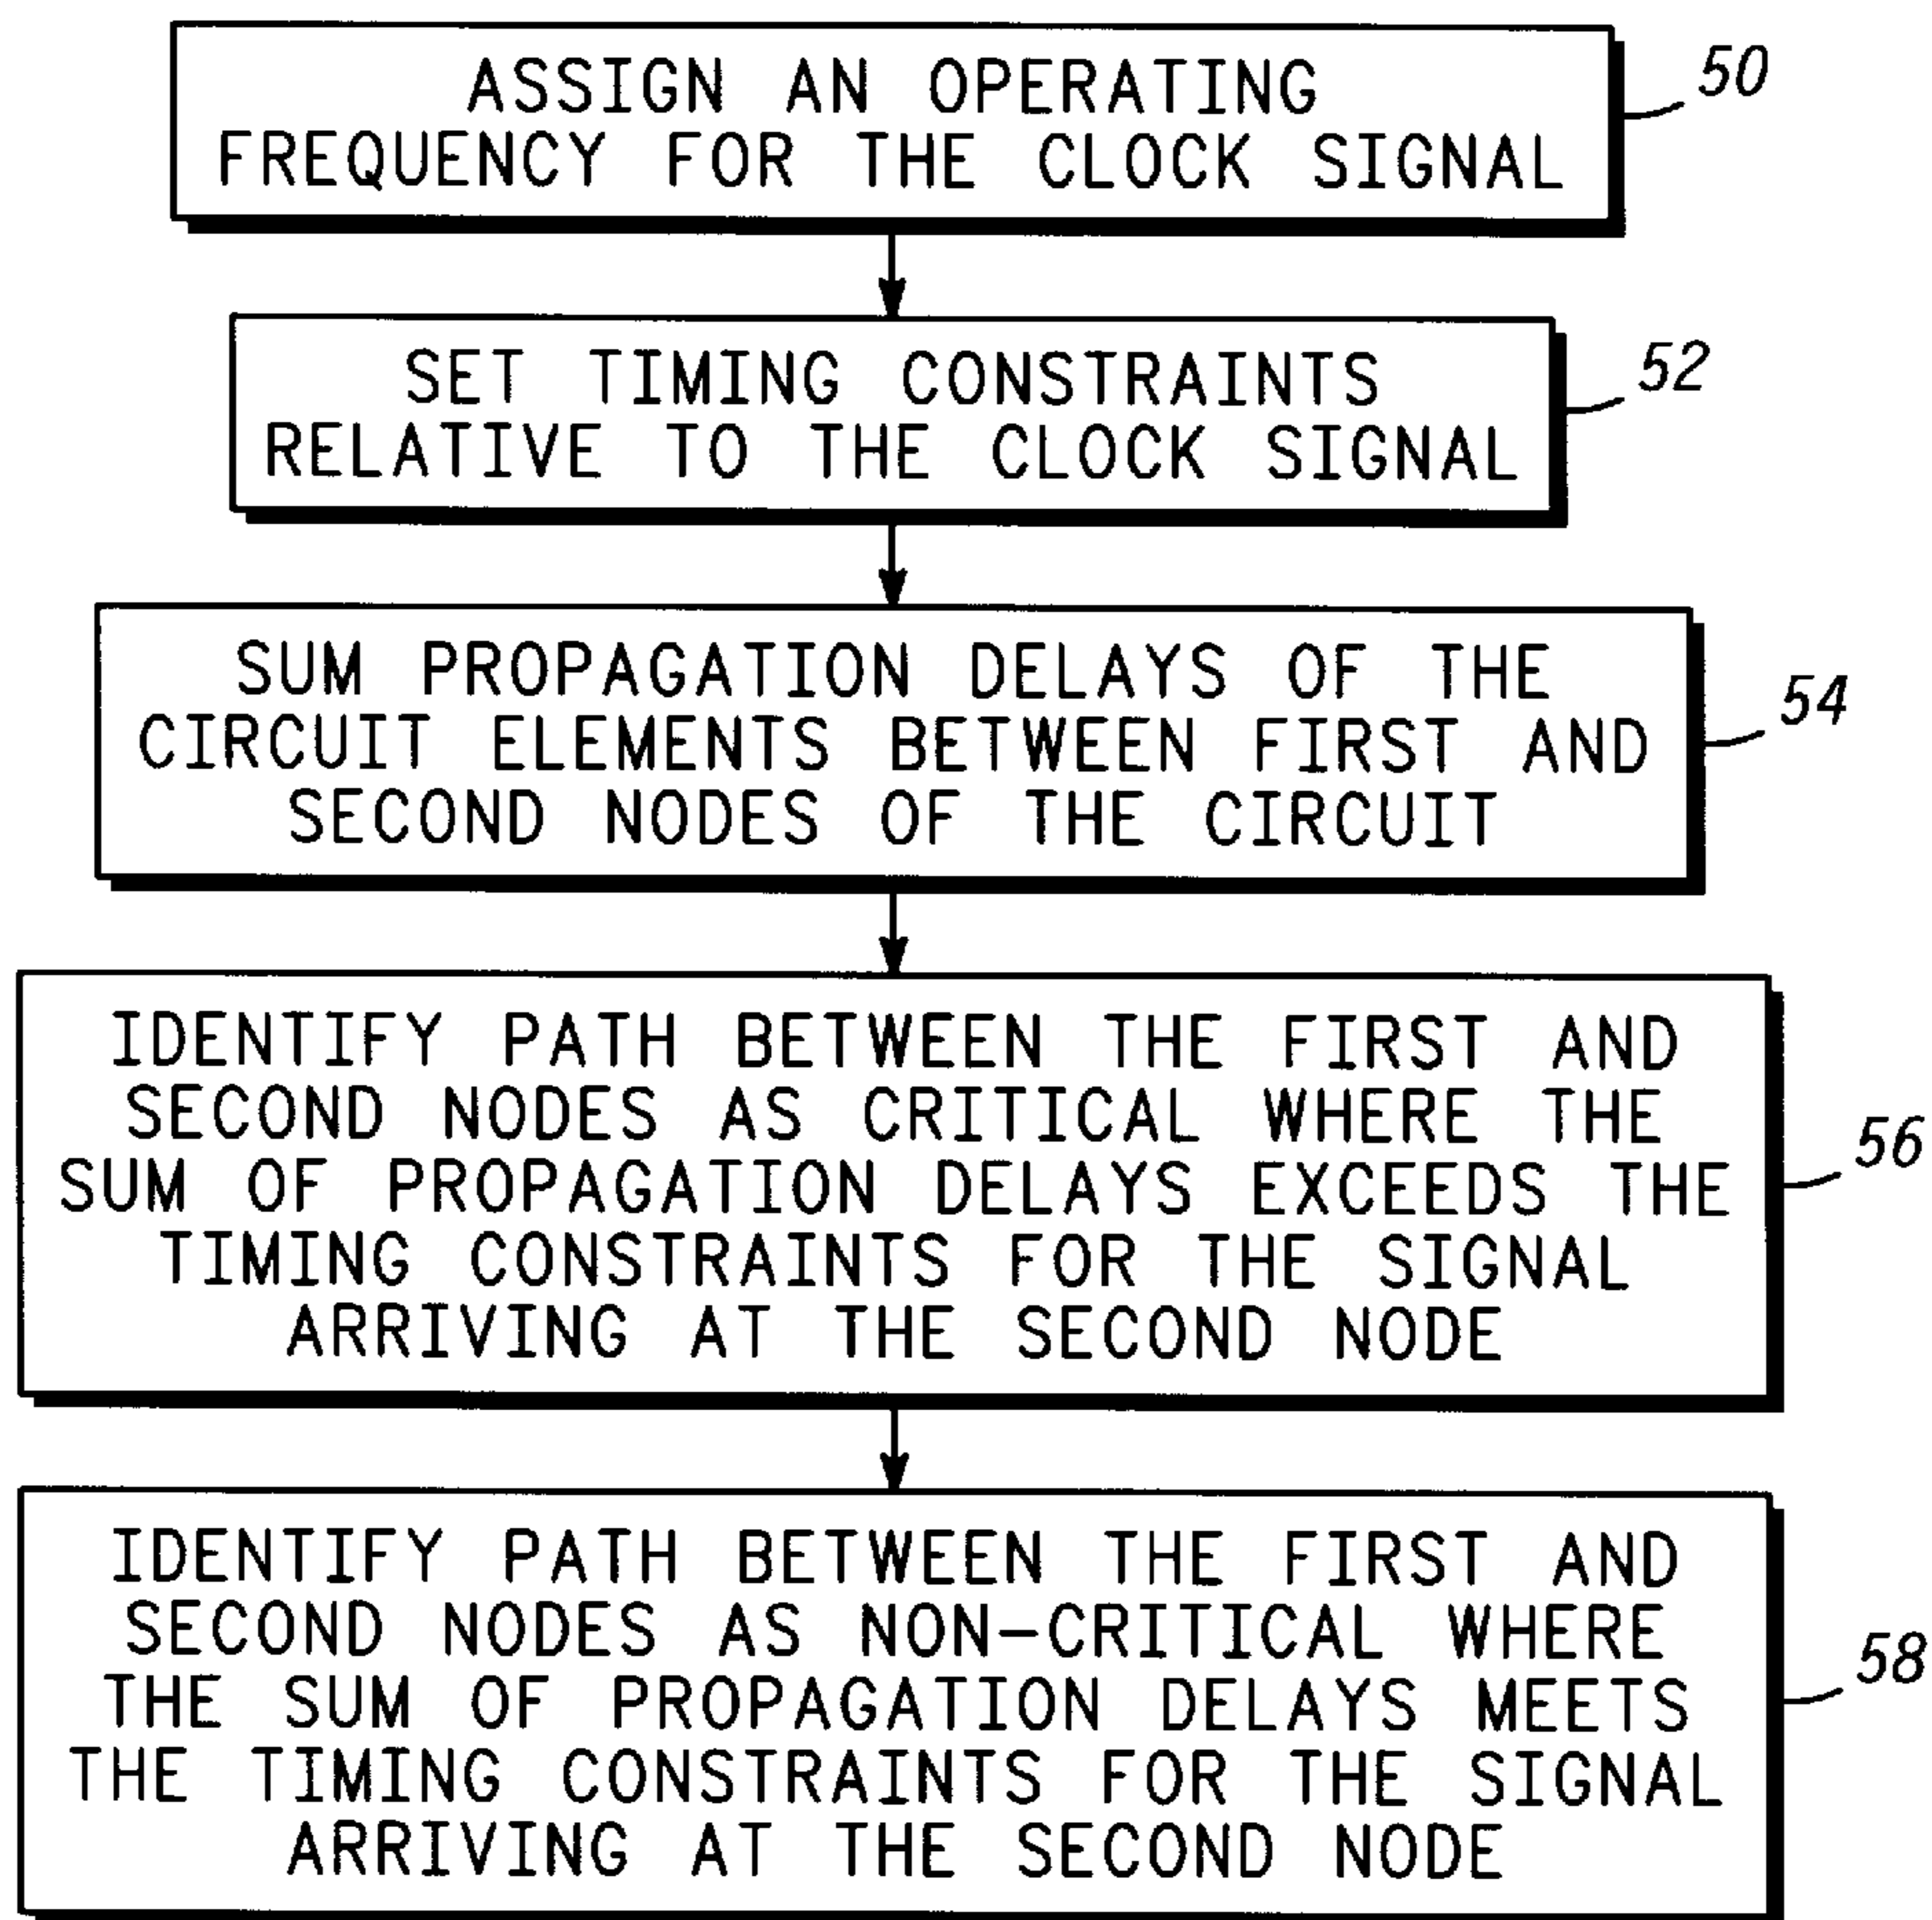 ASSIGN AN OPERATING
FREQUENCY FOR THE CLOCK SIGNAL
50
SET TIMING CONSTRAINTS
RELATIVE TO THE CLOCK SIGNAL
52
SUM PROPAGATION DELAYS OF THE
CIRCUIT ELEMENTS BETWEEN FIRST AND
SECOND NODES OF THE CIRCUIT
54
IDENTIFY PATH BETWEEN THE FIRST AND
SECOND NODES AS CRITICAL WHERE THE
SUM OF PROPAGATION DELAYS EXCEEDS THE
TIMING CONSTRAINTS FOR THE SIGNAL
ARRIVING AT THE SECOND NODE
56
IDENTIFY PATH BETWEEN THE FIRST AND
SECOND NODES AS NON-CRITICAL WHERE
THE SUM OF PROPAGATION DELAYS MEETS
THE TIMING CONSTRAINTS FOR THE SIGNAL
ARRIVING AT THE SECOND NODE
58